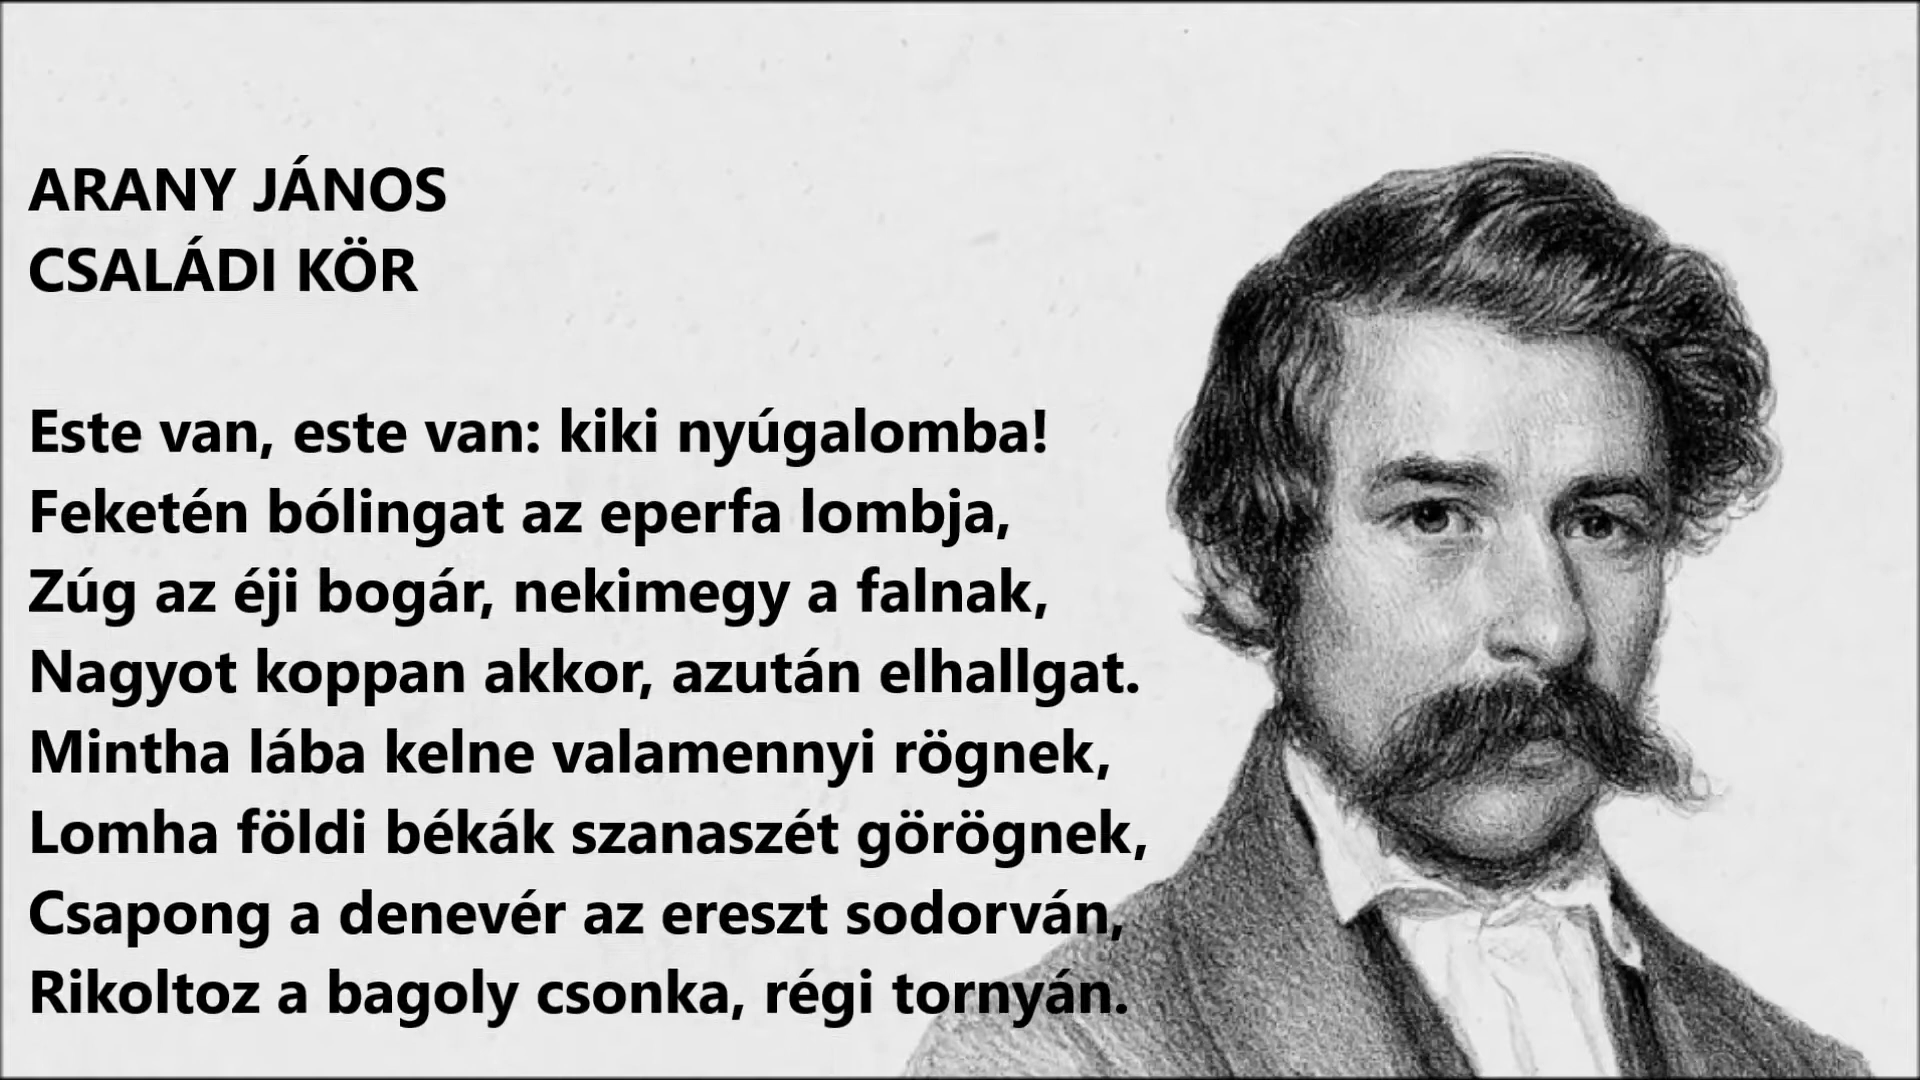 ARANY JÁNOS
CSALÁDI KÖR
Este van, este van: kiki nyúgalomba!
Feketén bólingat az eperfa lombja,
Zúg az éji bogár, nekimegy a falnak,
Nagyot koppan akkor, azután elhallgat.
Mintha lába kelne valamennyi rögnek,
Lomha földi békák szanaszét görögnek,
Csapong a denevér az ereszt sodorván,
Rikoltoz a bagoly csonka, régi tornyán.